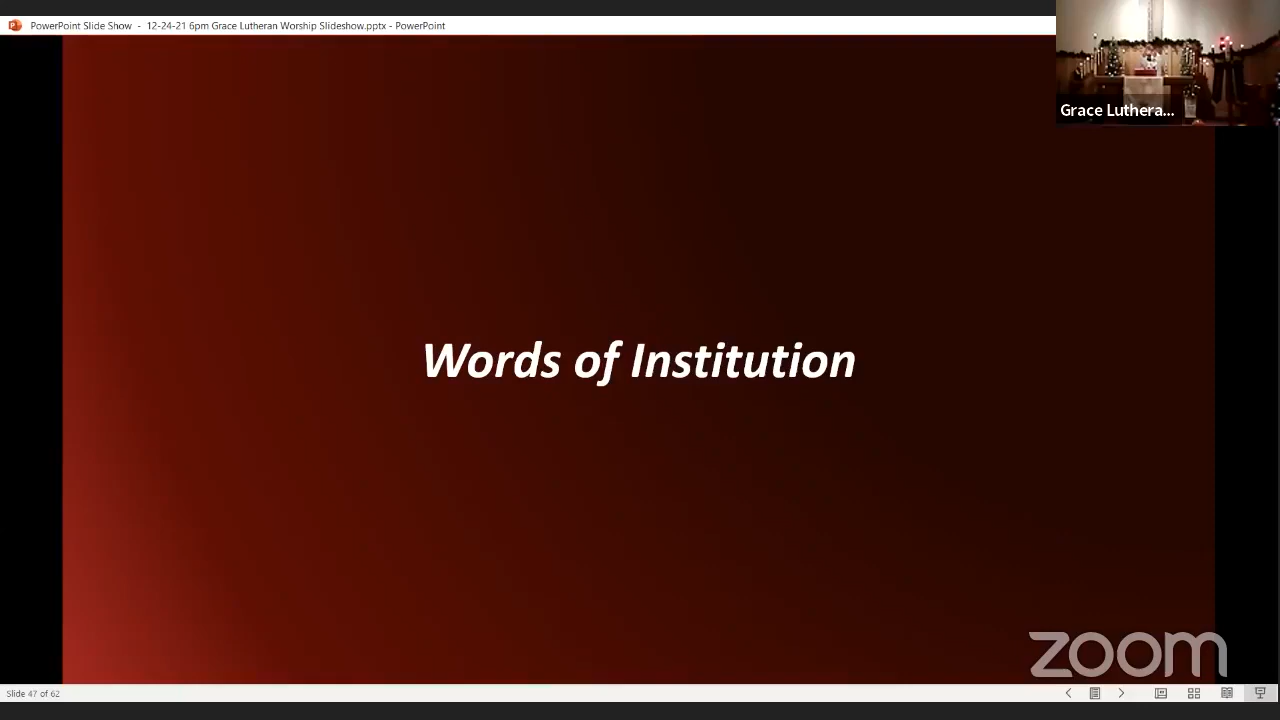 PowerPoint Slide Show - 12-24-21 6pm Grace Lutheran Worship Slideshow.pptx - PowerPoint
Grace Luthera...
Words of Institution
zoom
Slide 47 of 62